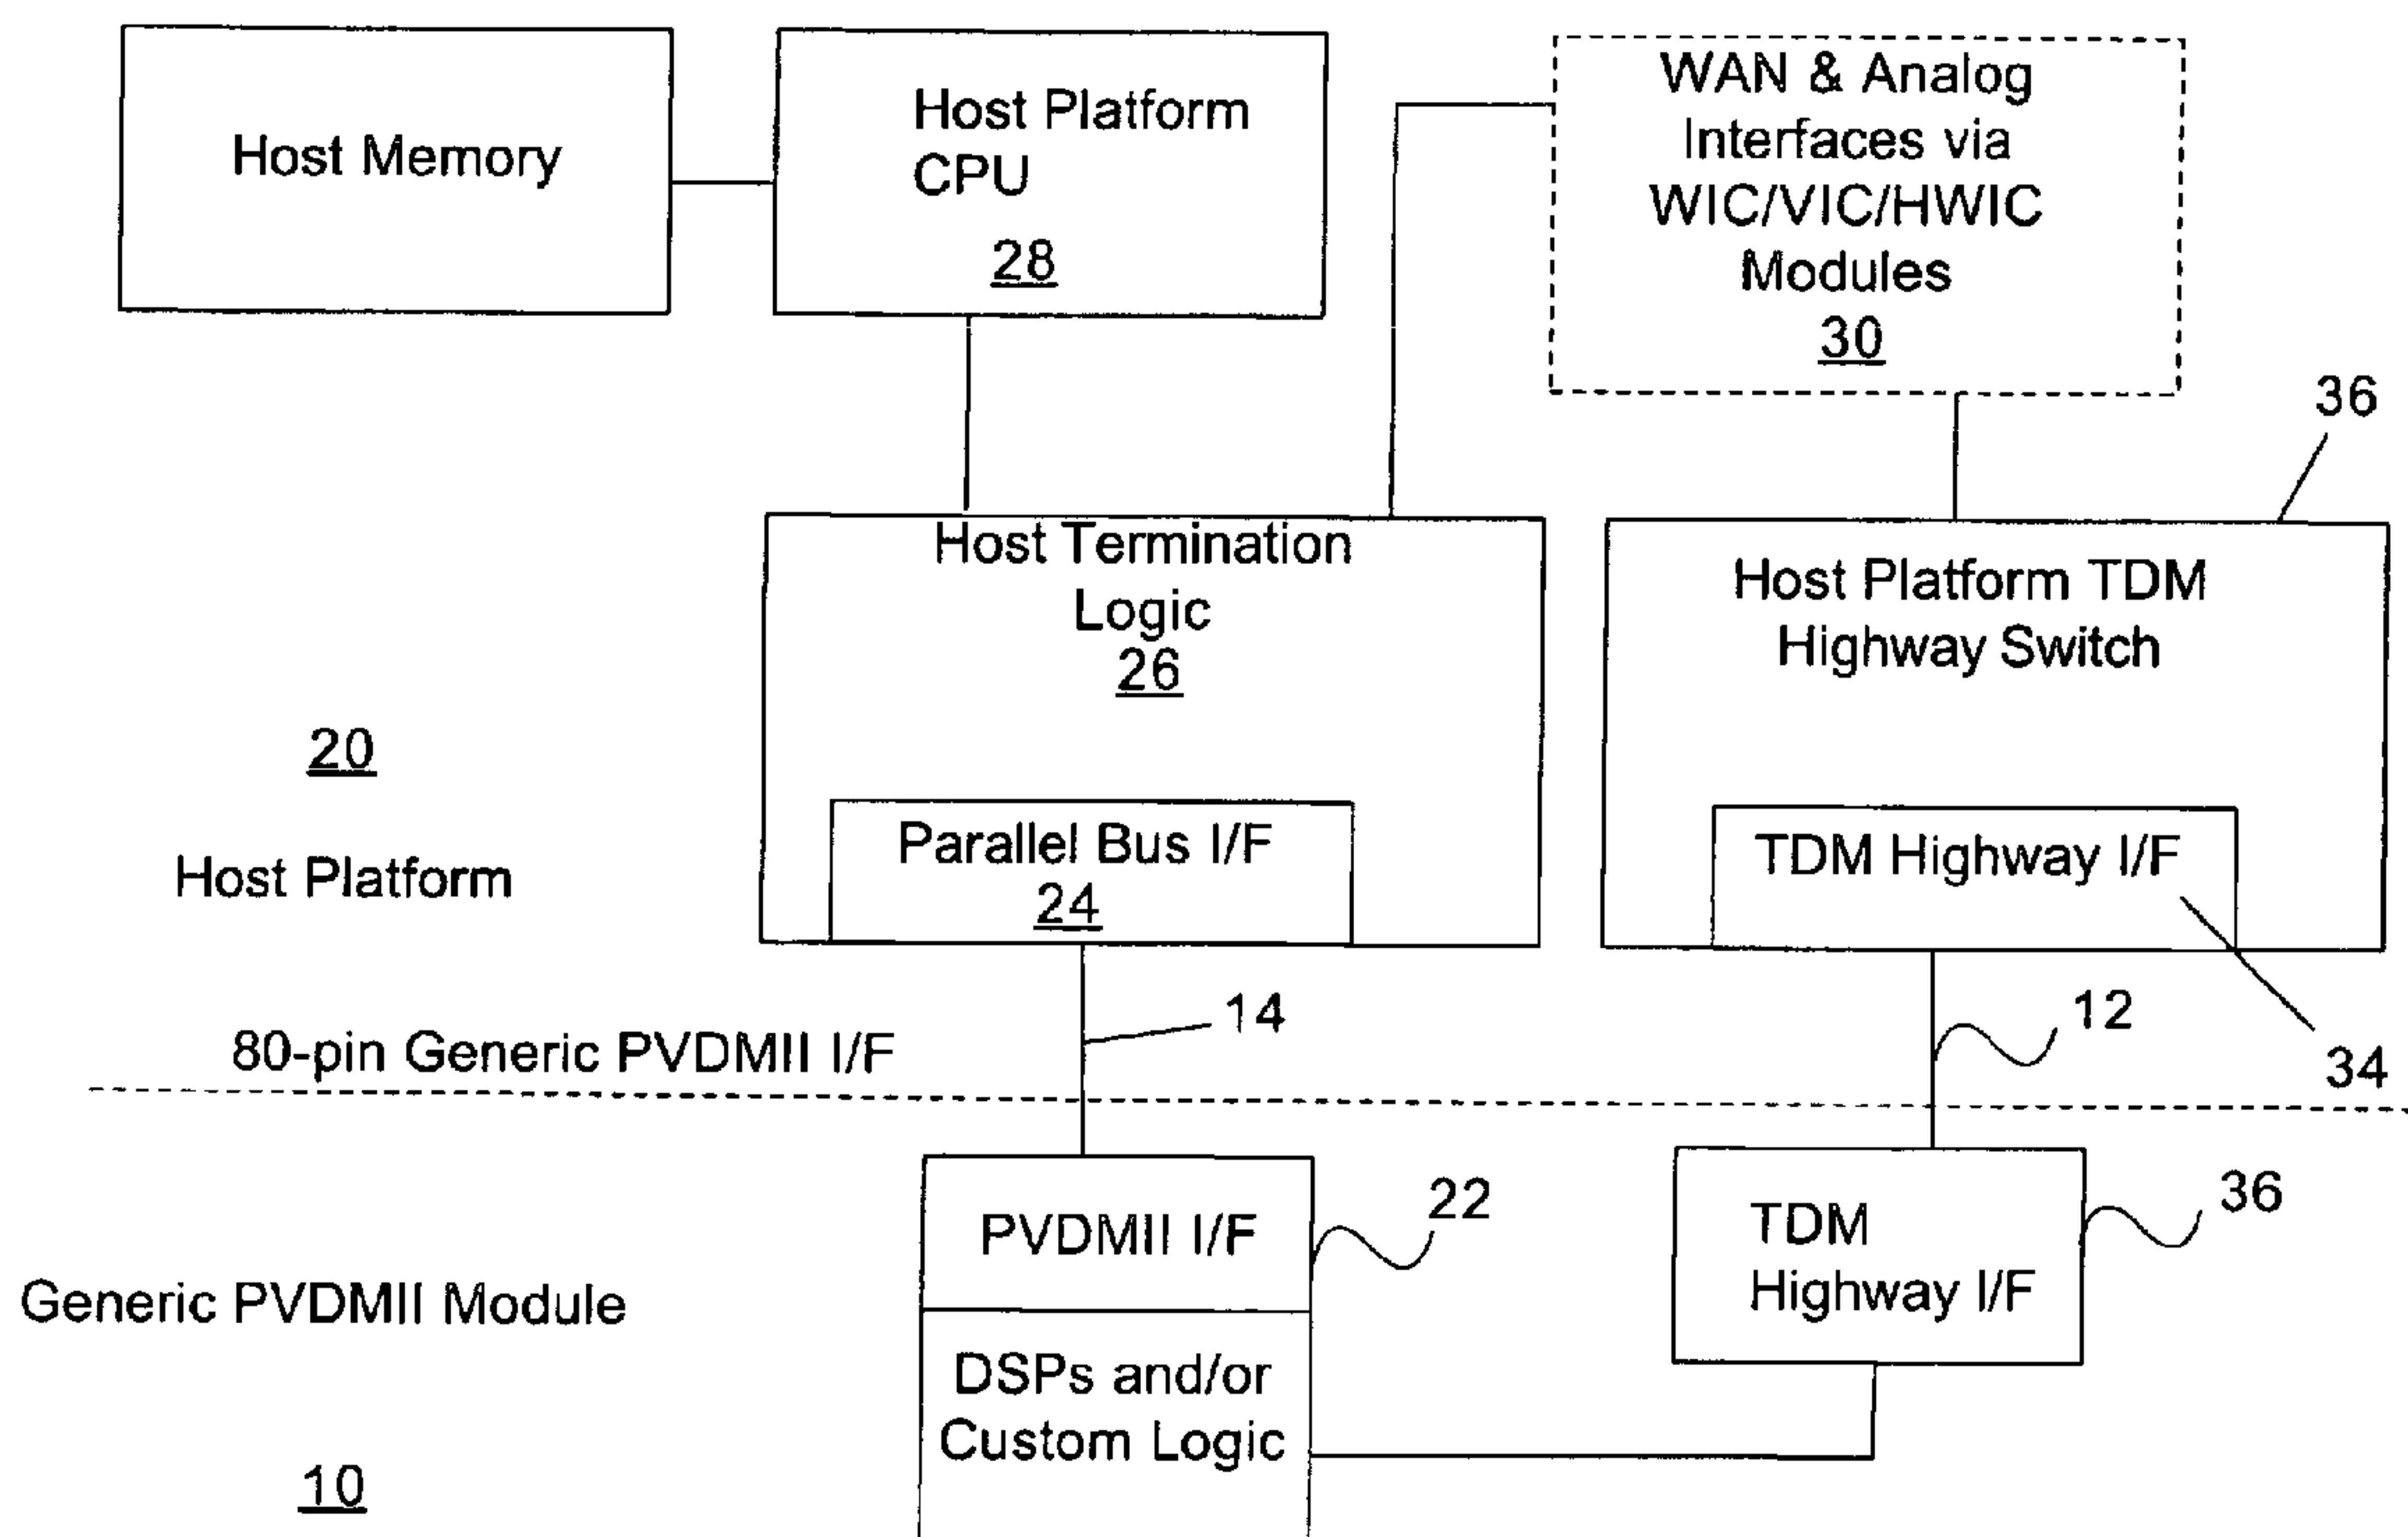 Host Memory
Host Platform
CPU
28
WAN & Analog
Interfaces via
WIC/VIC/HWIC
Modules
30
36
Host Termination
Logic
26
Host Platform TDM
Highway Switch
20
Host Platform
Parallel Bus I/F
24
TDM Highway I/F
14
12
34
80-pin Generic PVDMII I/F
PVDMII I/F
22
TDM
Highway I/F
36
Generic PVDMII Module
DSPs and/or
Custom Logic
10